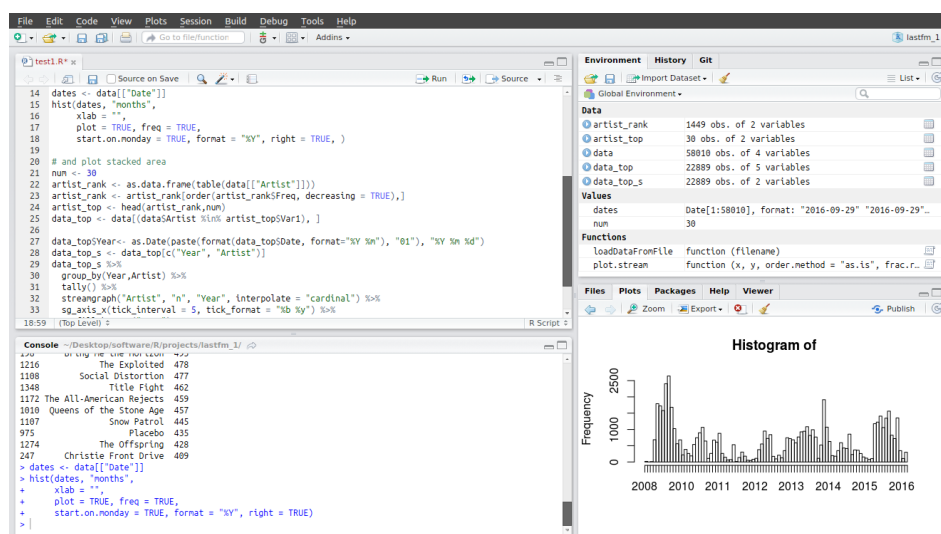 File Edit Code View Plots Session Build Debug Tools Help
Go to file/function Addins
lastfm_1
test1.R*
Source on Save Run Source
14 dates <- data[["Date"]]
15 hist(dates, "months",
16 xlab = "",
17 plot = TRUE, freq = TRUE,
18 start.on.monday = TRUE, format = "%Y", right = TRUE, )
19
20 # and plot stacked area
21 num <- 30
22 artist_rank <- as.data.frame(table(data[["Artist"]]))
23 artist_rank <- artist_rank[order(artist_rank$Freq, decreasing = TRUE),]
24 artist_top <- head(artist_rank,num)
25 data_top <- data[(data$Artist %in% artist_top$Var1), ]
26
27 data_top$Year<- as.Date(paste(format(data_top$Date, format="%Y %m"), "01"), "%Y %m %d")
28 data_top_s <- data_top[c("Year", "Artist")]
29 data_top_s %>%
30 group_by(Year,Artist) %>%
31 tally() %>%
32 streamgraph("Artist", "n", "Year", interpolate = "cardinal") %>%
33 sg_axis_x(tick_interval = 5, tick_format = "%b %y") %>%
18:59 (Top Level) R Script
Console ~/Desktop/software/R/projects/lastfm_1/
1216 The Exploited 478
1108 Social Distortion 477
1348 Title Fight 462
1172 The All-American Rejects 459
1010 Queens of the Stone Age 457
1107 Snow Patrol 445
975 Placebo 435
1274 The Offspring 428
247 Christie Front Drive 409
> dates <- data[["Date"]]
> hist(dates, "months",
+ xlab = "",
+ plot = TRUE, freq = TRUE,
+ start.on.monday = TRUE, format = "%Y", right = TRUE)
>
Environment History Git
Import Dataset List
Global Environment
Data
artist_rank 1449 obs. of 2 variables
artist_top 30 obs. of 2 variables
data 58010 obs. of 4 variables
data_top 22889 obs. of 5 variables
data_top_s 22889 obs. of 2 variables
Values
dates Date[1:58010], format: "2016-09-29" "2016-09-29"…
num 30
Functions
loadDataFromFile function (filename)
plot.stream function (x, y, order.method = "as.is", frac.r…
Files Plots Packages Help Viewer
Zoom Export Publish
Histogram of
Frequency
2500
1000
0
2008 2010 2011 2012 2013 2014 2015 2016